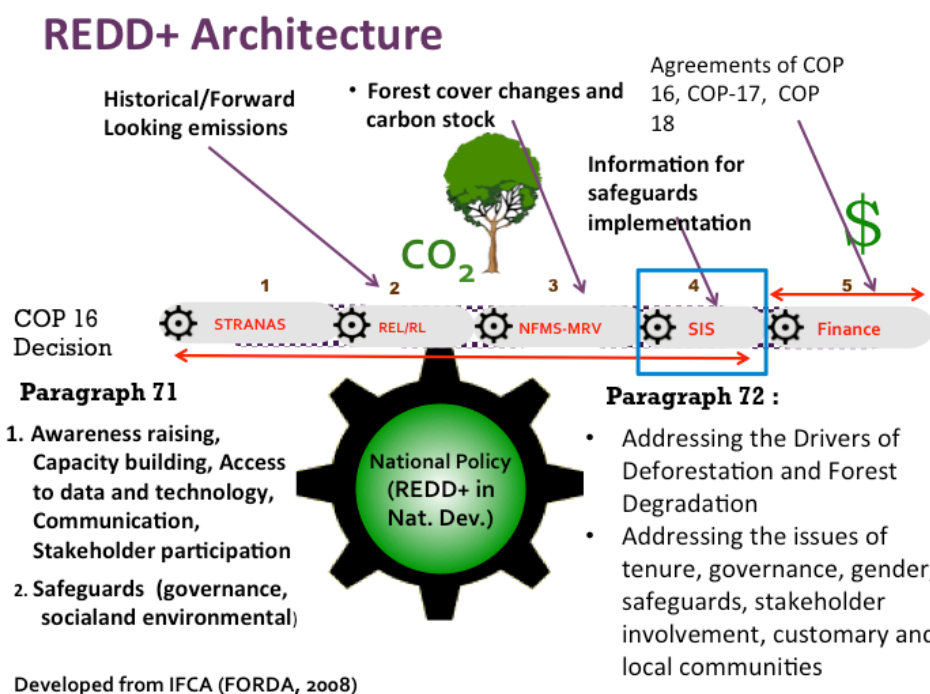 REDD+ Architecture
Historical/Forward
Looking emissions
• Forest cover changes and
carbon stock
Agreements of COP
16, COP-17, COP
18
Information for
safeguards
implementation
CO2
$
1
2
3
4
5
COP 16
Decision
STRANAS
REL/RL
NFMS-MRV
SIS
Finance
Paragraph 71
1. Awareness raising,
Capacity building, Access
to data and technology,
Communication,
Stakeholder participation
2. Safeguards (governance,
socialand environmental)
National Policy
(REDD+ in
Nat. Dev.)
Paragraph 72 :
• Addressing the Drivers of
Deforestation and Forest
Degradation
• Addressing the issues of
tenure, governance, gender,
safeguards, stakeholder
involvement, customary and
local communities
Developed from IFCA (FORDA, 2008)